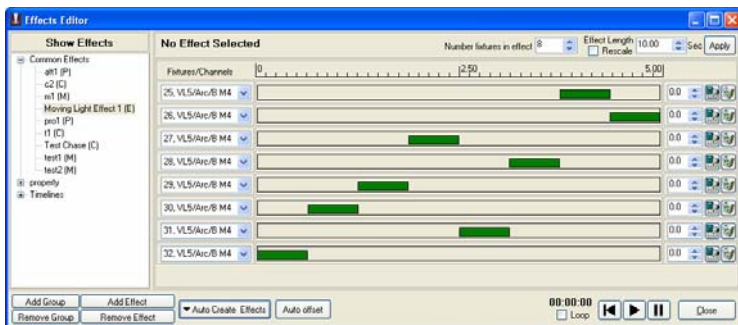 Effects Editor
Show Effects
Common Effects
att1 (P)
c2 (C)
m1 (M)
Moving Light Effect 1 (E)
pro1 (P)
t1 (C)
Test Chase (C)
test1 (M)
test2 (M)
properly
Timelines
No Effect Selected
Number fixtures in effect 8
Effect Length 10.00 Sec Apply
Rescale
Fixtures/Channels 0 2.50 5.00
25, VL5/Arc/B M4 0.0
26, VL5/Arc/B M4 0.0
27, VL5/Arc/B M4 0.0
28, VL5/Arc/B M4 0.0
29, VL5/Arc/B M4 0.0
30, VL5/Arc/B M4 0.0
31, VL5/Arc/B M4 0.0
32, VL5/Arc/B M4 0.0
Add Group Add Effect
Remove Group Remove Effect
Auto Create Effects Auto offset
00:00:00
Loop
Close